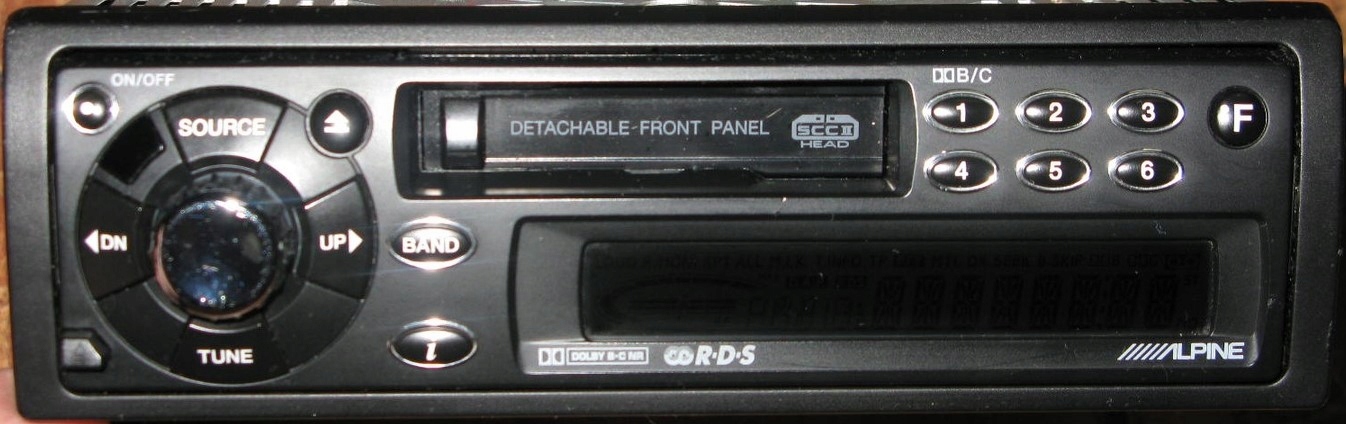 ON/OFF
SOURCE
DN
UP
TUNE
BAND
i
DETACHABLE FRONT PANEL
SCC II
HEAD
B/C
1 2 3
4 5 6
F
DOLBY B-C NR
R·D·S
ALPINE